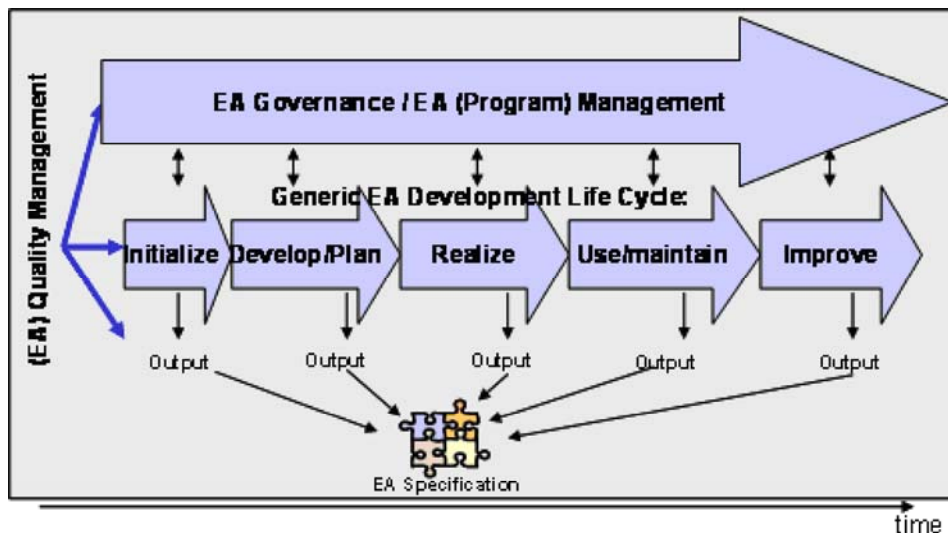 EA Governance / EA (Program) Management
(EA) Quality Management
Generic EA Development Life Cycle:
Initialize Develop/Plan Realize Use/maintain Improve
Output Output Output Output Output
EA Specification
time